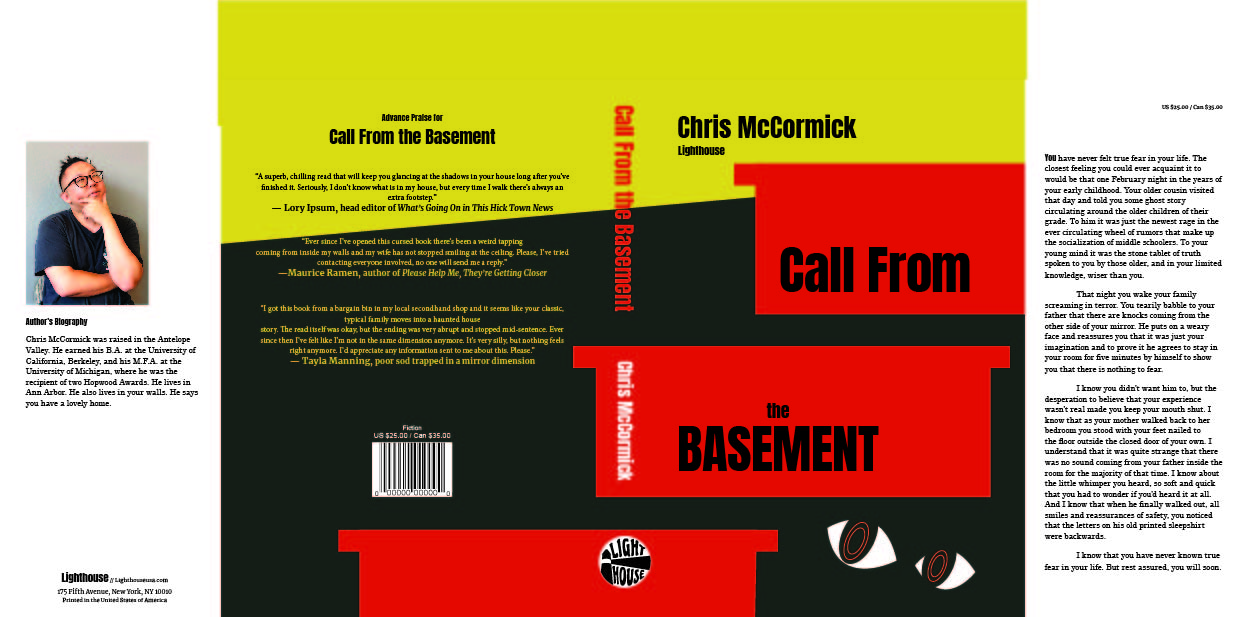 Author's Biography
Chris McCormick was raised in the Antelope
Valley. He earned his B.A. at the University of
California, Berkeley, and his M.F.A. at the
University of Michigan, where he was the
recipient of two Hopwood Awards. He lives in
Ann Arbor. He also lives in your walls. He says
you have a lovely home.
Lighthouse // Lighthouseusa.com
175 Fifth Avenue, New York, NY 10010
Printed in the United States of America
Advance Praise for
Call From the Basement
"A superb, chilling read that will keep you glancing at the shadows in your house long after you've
finished it. Seriously, I don't know what is in my house, but every time I walk there's always an
extra footstep."
— Lory Ipsum, head editor of What's Going On in This Hick Town News
"Ever since I've opened this cursed book there's been a weird tapping
coming from inside my walls and my wife has not stopped smiling at the ceiling. Please, I've tried
contacting everyone involved, no one will send me a reply."
—Maurice Ramen, author of Please Help Me, They're Getting Closer
"I got this book from a bargain bin in my local secondhand shop and it seems like your classic,
typical family moves into a haunted house
story. The read itself was okay, but the ending was very abrupt and stopped mid-sentence. Ever
since then I've felt like I'm not in the same dimension anymore. It's very silly, but nothing feels
right anymore. I'd appreciate any information sent to me about this. Please."
— Tayla Manning, poor sod trapped in a mirror dimension
Fiction
US $25.00 / Can $35.00
0 00000 00000 0
Call From the Basement
Chris McCormick
LIGHT
HOUSE
Chris McCormick
Lighthouse
Call From
the
BASEMENT
US $25.00 / Can $35.00
You have never felt true fear in your life. The
closest feeling you could ever acquaint it to
would be that one February night in the years of
your early childhood. Your older cousin visited
that day and told you some ghost story
circulating around the older children of their
grade. To him it was just the newest rage in the
ever circulating wheel of rumors that make up
the socialization of middle schoolers. To your
young mind it was the stone tablet of truth
spoken to you by those older, and in your limited
knowledge, wiser than you.
That night you wake your family
screaming in terror. You tearily babble to your
father that there are knocks coming from the
other side of your mirror. He puts on a weary
face and reassures you that it was just your
imagination and to prove it he agrees to stay in
your room for five minutes by himself to show
you that there is nothing to fear.
I know you didn't want him to, but the
desperation to believe that your experience
wasn't real made you keep your mouth shut. I
know that as your mother walked back to her
bedroom you stood with your feet nailed to
the floor outside the closed door of your own. I
understand that it was quite strange that there
was no sound coming from your father inside the
room for the majority of that time. I know about
the little whimper you heard, so soft and quick
that you had to wonder if you'd heard it at all.
And I know that when he finally walked out, all
smiles and reassurances of safety, you noticed
that the letters on his old printed sleepshirt
were backwards.
I know that you have never known true
fear in your life. But rest assured, you will soon.